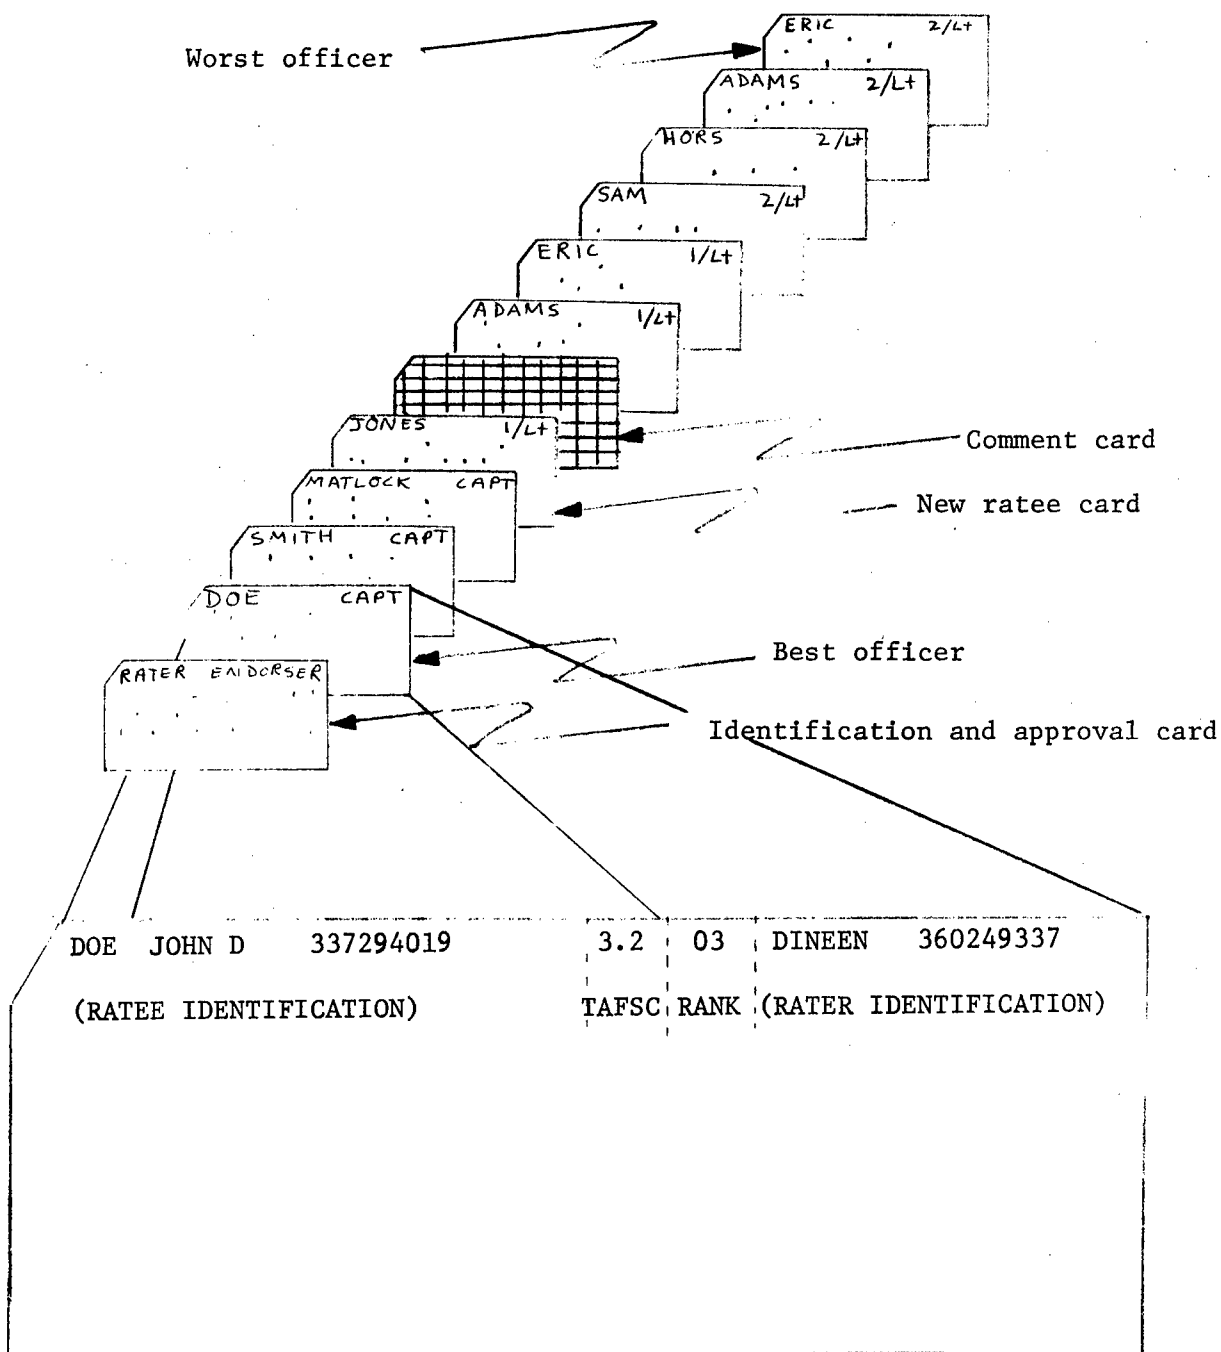 ERIC 2/Lt
Worst officer
ADAMS 2/Lt
HORS 2/Lt
SAM 2/Lt
ERIC 1/Lt
ADAMS 1/Lt
JONES 1/Lt
Comment card
MATLOCK CAPT
New ratee card
SMITH CAPT
DOE CAPT
Best officer
RATER ENDORSER
Identification and approval card
DOE JOHN D 337294019 3.2 03 DINEEN 360249337
(RATEE IDENTIFICATION) TAFSC RANK (RATER IDENTIFICATION)